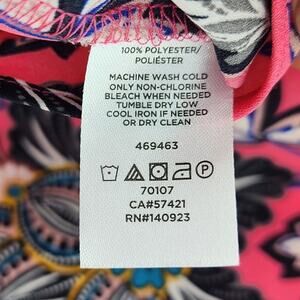 100% POLYESTER/
POLIÉSTER
MACHINE WASH COLD
ONLY NON-CHLORINE
BLEACH WHEN NEEDED
TUMBLE DRY LOW
COOL IRON IF NEEDED
OR DRY CLEAN
469463
P
70107
CA#57421
RN#140923